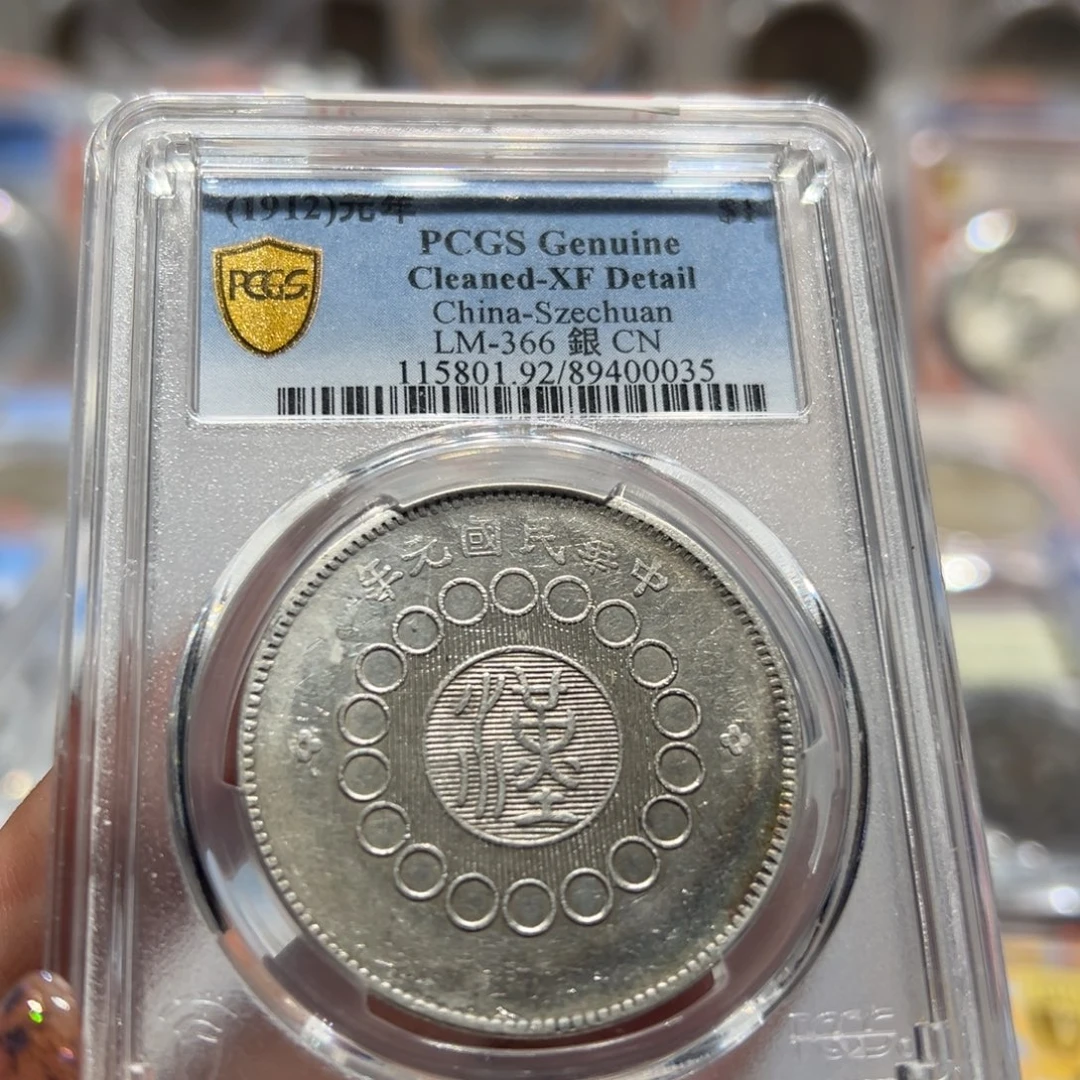 (1912)元年 $1
PCGS Genuine
Cleaned-XF Detail
China-Szechuan
LM-366 銀 CN
115801.92/89400035
PCGS
年元國民華中
漢